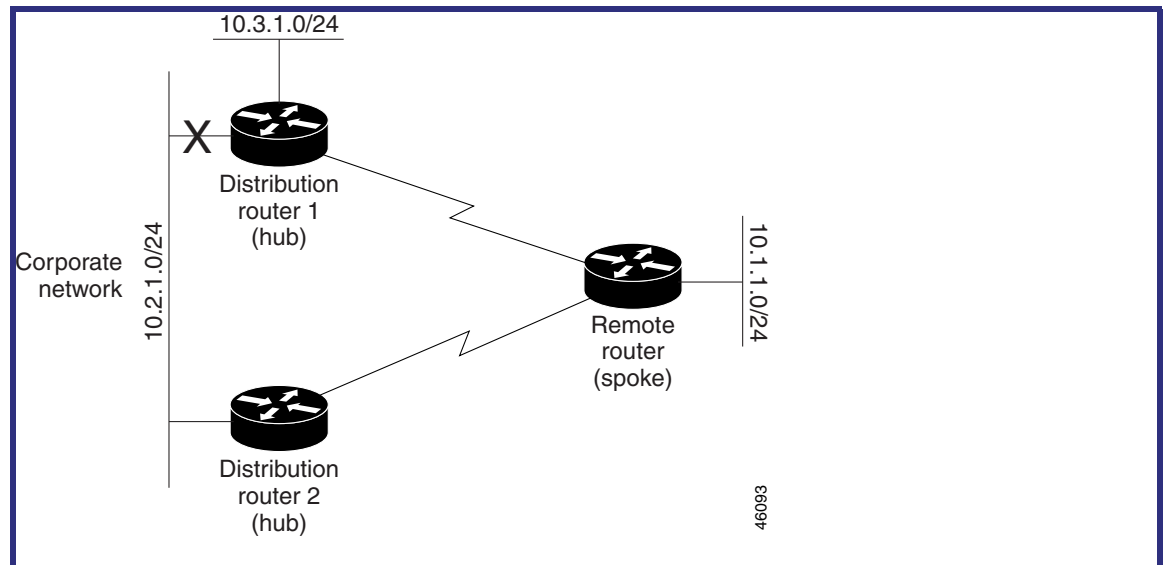 10.3.1.0/24
X
Distribution
router 1
(hub)
Corporate
network
10.2.1.0/24
10.1.1.0/24
Remote
router
(spoke)
Distribution
router 2
(hub)
46093